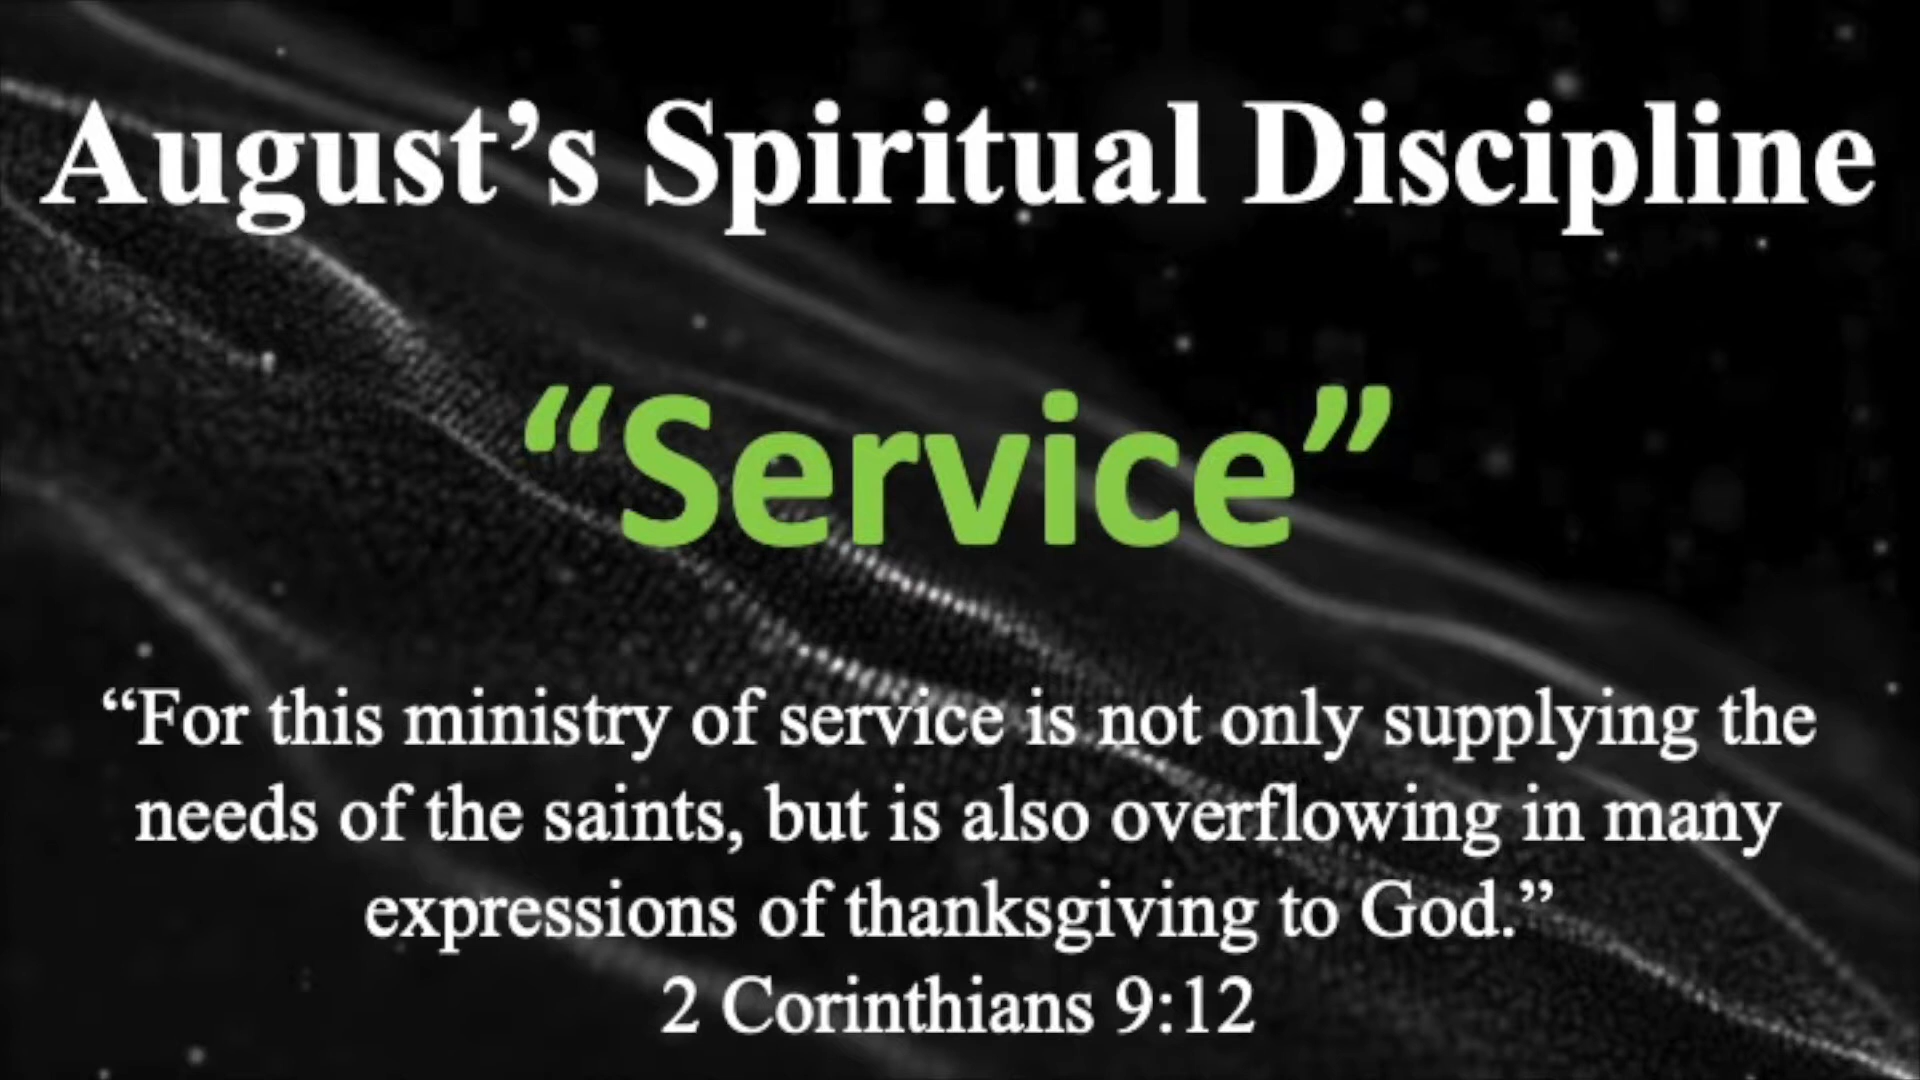 August’s Spiritual Discipline
“Service”
“For this ministry of service is not only supplying the
needs of the saints, but is also overflowing in many
expressions of thanksgiving to God.”
2 Corinthians 9:12